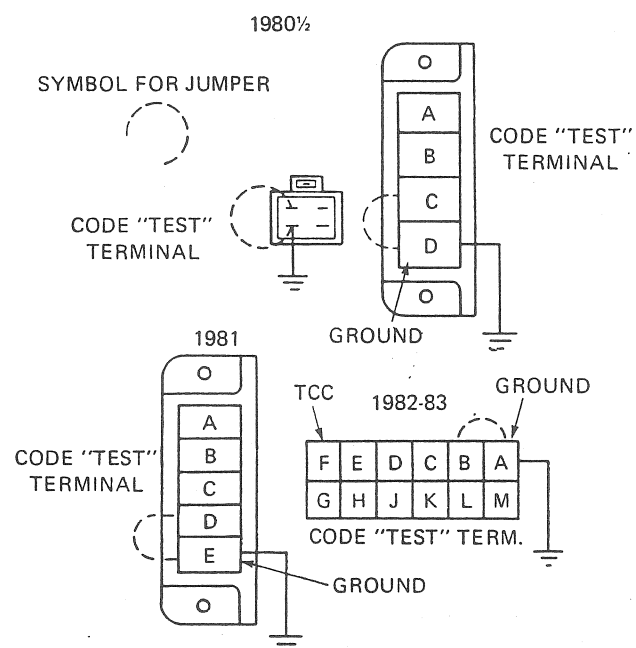 1980½
SYMBOL FOR JUMPER
CODE "TEST"
TERMINAL
A
B
C
D
CODE "TEST"
TERMINAL
GROUND
1981
CODE "TEST"
TERMINAL
A
B
C
D
E
GROUND
TCC
1982-83
GROUND
F E D C B A
G H J K L M
CODE "TEST" TERM.